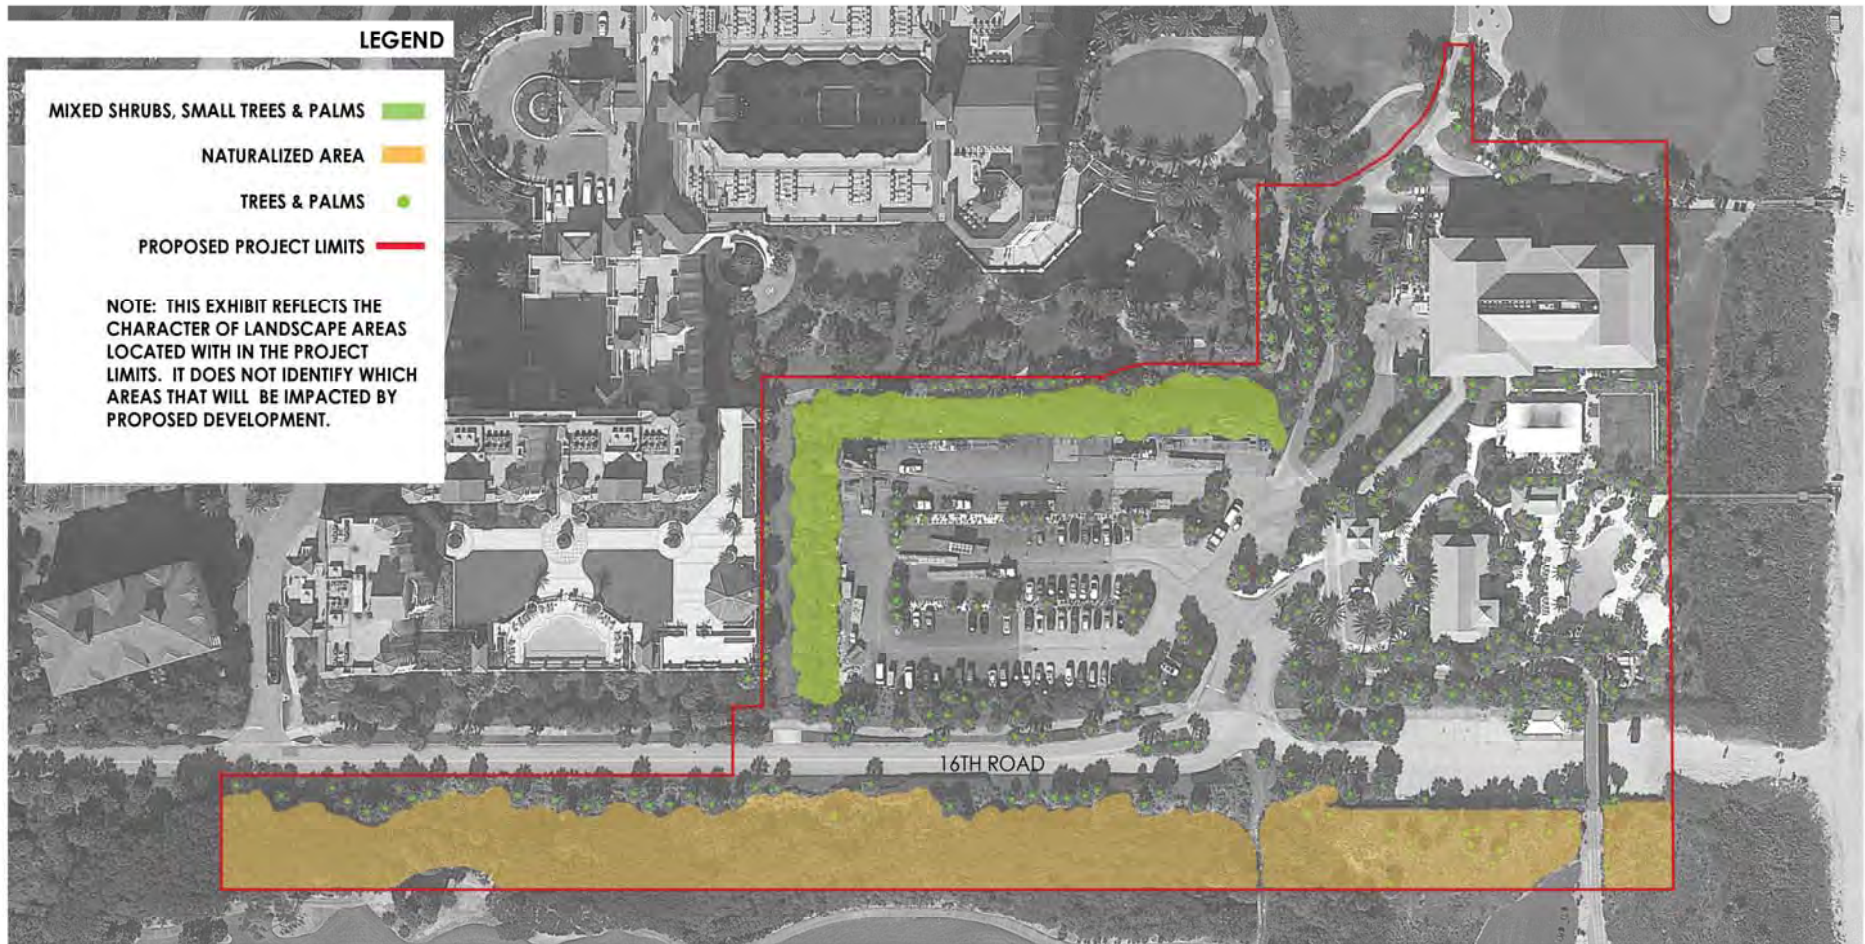 LEGEND
MIXED SHRUBS, SMALL TREES & PALMS
NATURALIZED AREA
TREES & PALMS
PROPOSED PROJECT LIMITS
NOTE: THIS EXHIBIT REFLECTS THE
CHARACTER OF LANDSCAPE AREAS
LOCATED WITH IN THE PROJECT
LIMITS. IT DOES NOT IDENTIFY WHICH
AREAS THAT WILL BE IMPACTED BY
PROPOSED DEVELOPMENT.
16TH ROAD